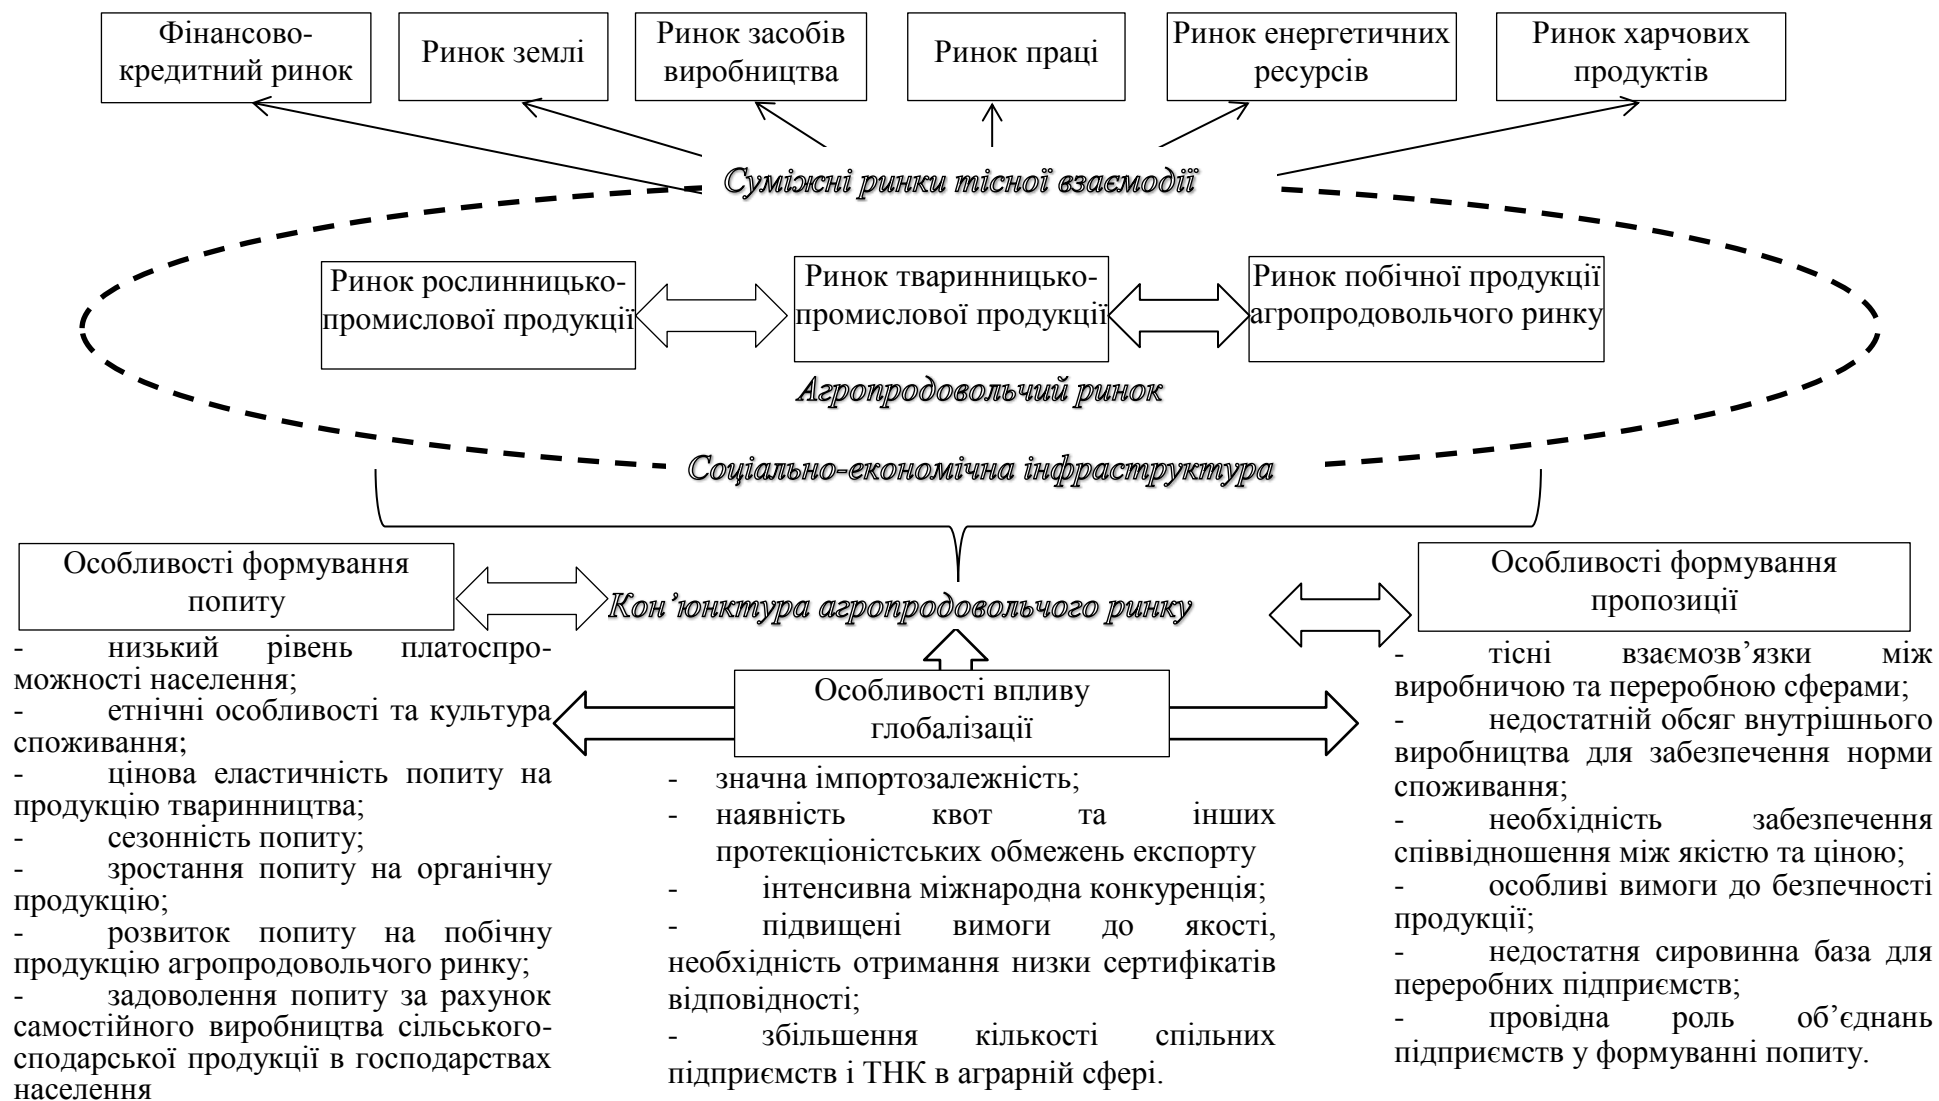 Фінансово-
кредитний ринок
Ринок землі
Ринок засобів
виробництва
Ринок праці
Ринок енергетичних
ресурсів
Ринок харчових
продуктів
Суміжні ринки тісної взаємодії
Ринок рослинницько-
промислової продукції
Ринок тваринницько-
промислової продукції
Ринок побічної продукції
агропродовольчого ринку
Агропродовольчий ринок
Соціально-економічна інфраструктура
Особливості формування
попиту
Кон’юнктура агропродовольчого ринку
Особливості формування
пропозиції
- низький рівень платоспро-
можності населення;
- етнічні особливості та культура
споживання;
- цінова еластичність попиту на
продукцію тваринництва;
- сезонність попиту;
- зростання попиту на органічну
продукцію;
- розвиток попиту на побічну
продукцію агропродовольчого ринку;
- задоволення попиту за рахунок
самостійного виробництва сільського-
сподарської продукції в господарствах
населення
Особливості впливу
глобалізації
- значна імпортозалежність;
- наявність квот та інших
протекціоністських обмежень експорту
- інтенсивна міжнародна конкуренція;
- підвищені вимоги до якості,
необхідність отримання низки сертифікатів
відповідності;
- збільшення кількості спільних
підприємств і ТНК в аграрній сфері.
- тісні взаємозв’язки між
виробничою та переробною сферами;
- недостатній обсяг внутрішнього
виробництва для забезпечення норми
споживання;
- необхідність забезпечення
співвідношення між якістю та ціною;
- особливі вимоги до безпечності
продукції;
- недостатня сировинна база для
переробних підприємств;
- провідна роль об’єднань
підприємств у формуванні попиту.